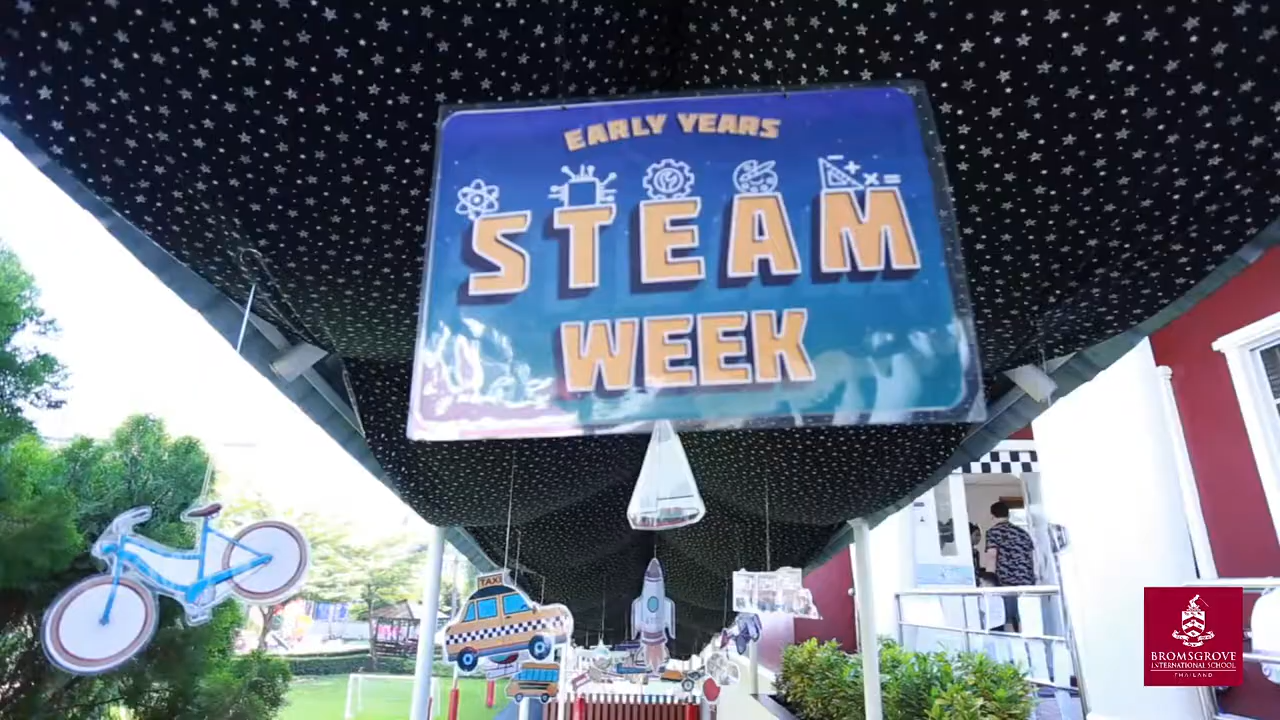 EARLY YEARS
STEAM
WEEK
TAXI
BROMSGROVE
INTERNATIONAL SCHOOL
THAILAND